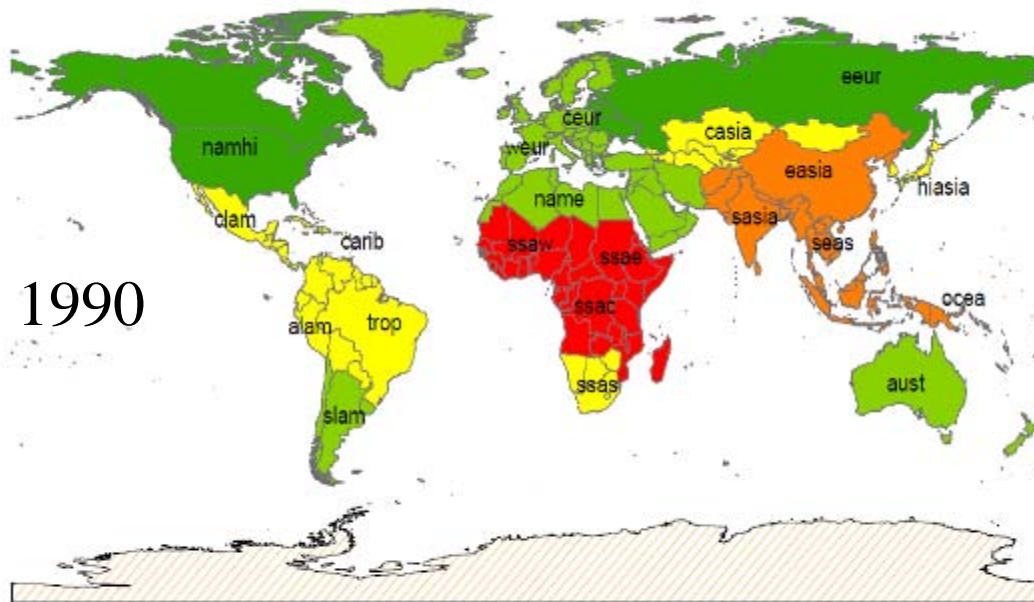 eeur
ceur
weur
casia
namhi
easia
hiasia
name
sasia
clam
carib
ssaw
ssae
seas
1990
ssac
ocea
alam
trop
ssas
aust
slam